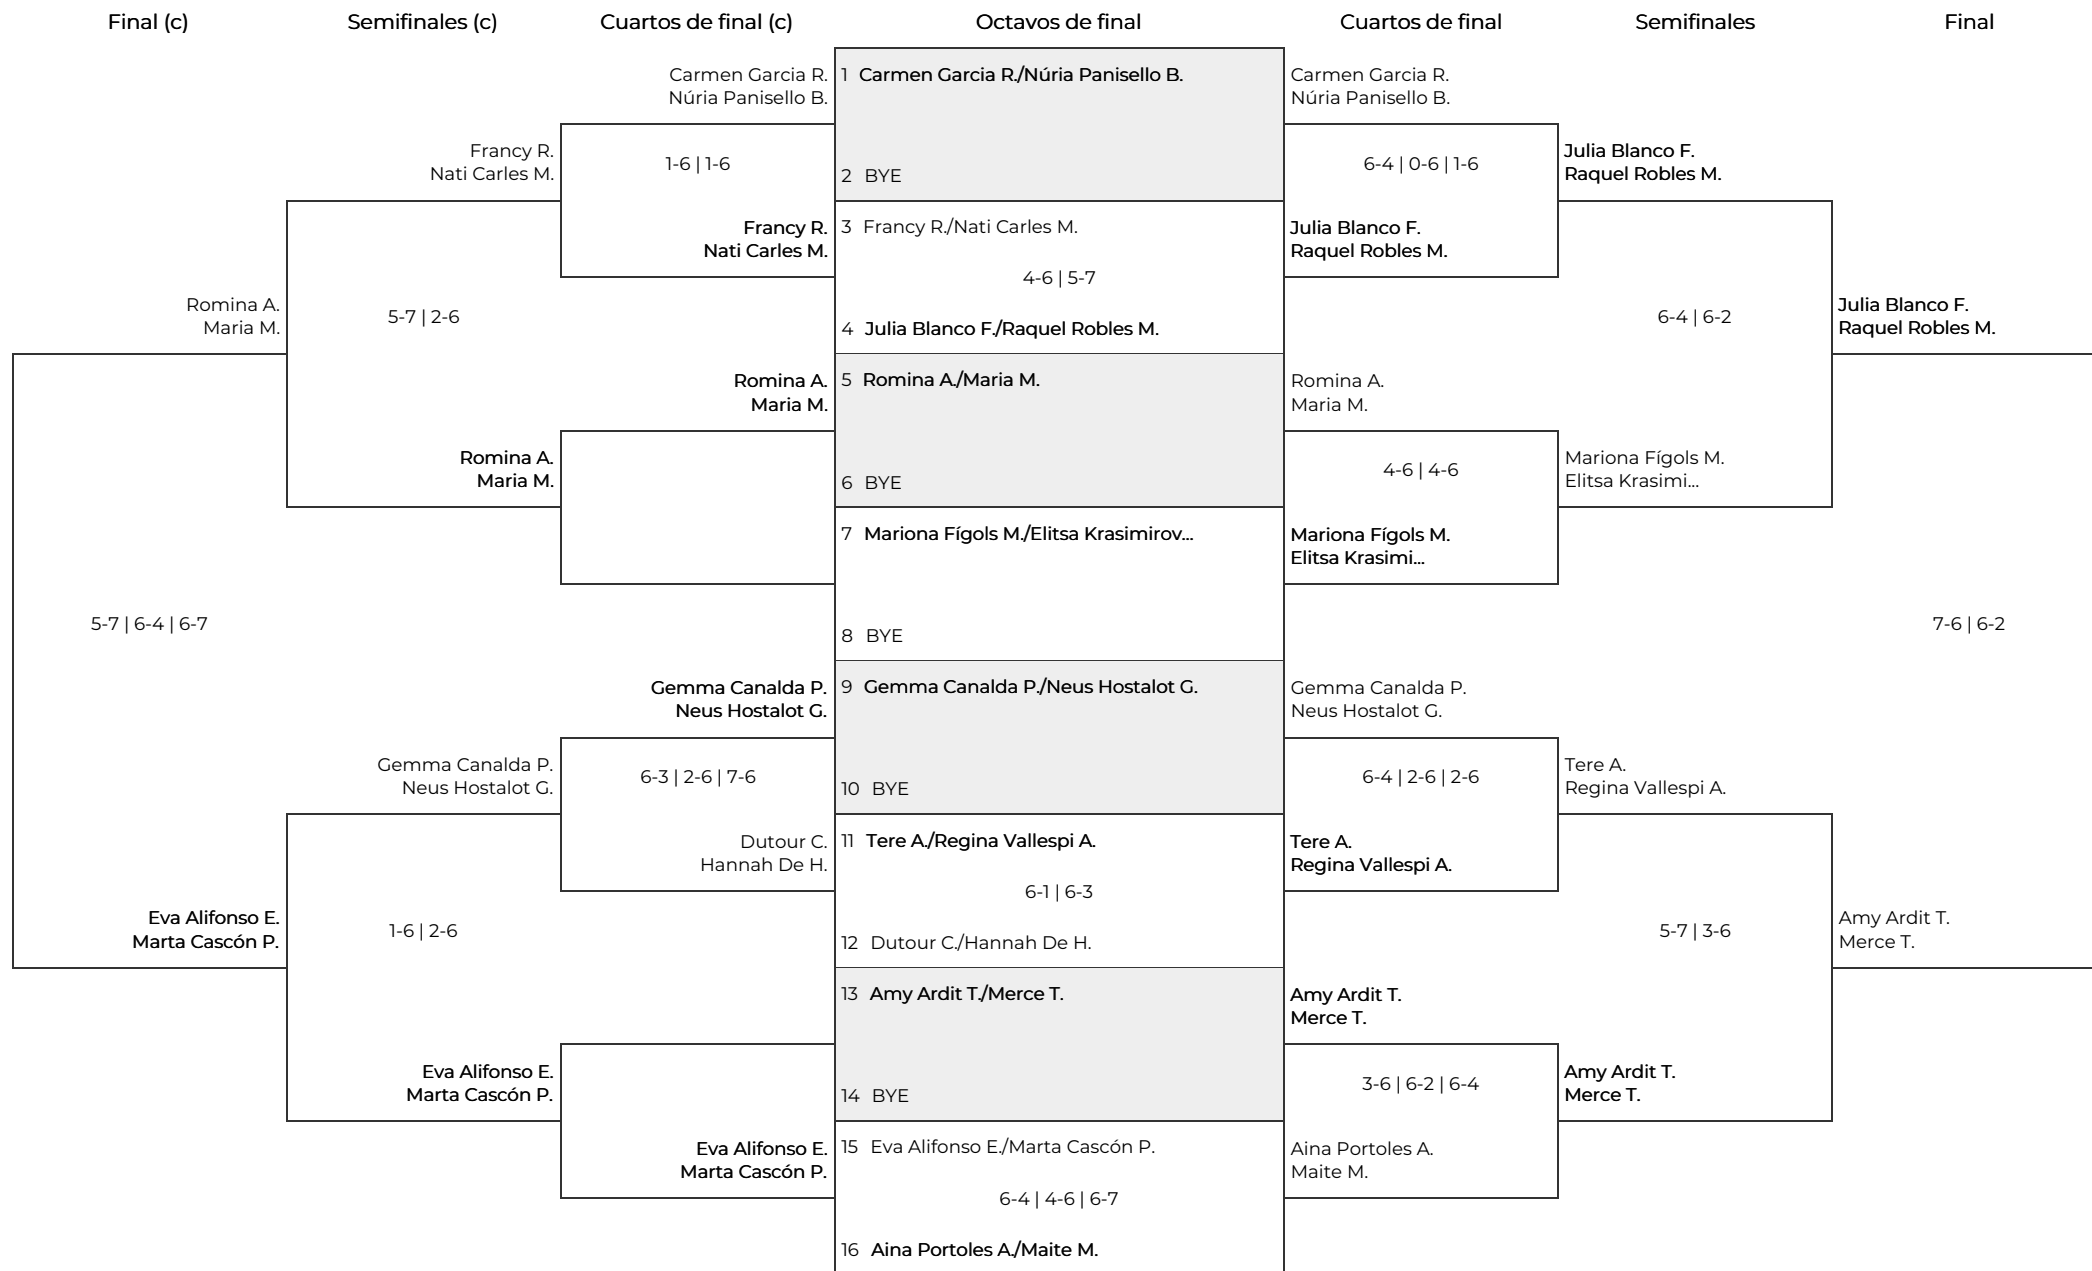 Final (c)
Semifinales (c)
Cuartos de final (c)
Octavos de final
Cuartos de final
Semifinales
Final
Romina A.
Maria M.
5-7 | 6-4 | 6-7
Eva Alifonso E.
Marta Cascón P.
Francy R.
Nati Carles M.
5-7 | 2-6
Romina A.
Maria M.
Gemma Canalda P.
Neus Hostalot G.
1-6 | 2-6
Eva Alifonso E.
Marta Cascón P.
Carmen Garcia R.
Núria Panisello B.
1-6 | 1-6
Francy R.
Nati Carles M.
Romina A.
Maria M.
Gemma Canalda P.
Neus Hostalot G.
6-3 | 2-6 | 7-6
Dutour C.
Hannah De H.
Eva Alifonso E.
Marta Cascón P.
1 Carmen Garcia R./Núria Panisello B.
2 BYE
3 Francy R./Nati Carles M.
4-6 | 5-7
4 Julia Blanco F./Raquel Robles M.
5 Romina A./Maria M.
6 BYE
7 Mariona Fígols M./Elitsa Krasimirov...
8 BYE
9 Gemma Canalda P./Neus Hostalot G.
10 BYE
11 Tere A./Regina Vallespi A.
6-1 | 6-3
12 Dutour C./Hannah De H.
13 Amy Ardit T./Merce T.
14 BYE
15 Eva Alifonso E./Marta Cascón P.
6-4 | 4-6 | 6-7
16 Aina Portoles A./Maite M.
Carmen Garcia R.
Núria Panisello B.
6-4 | 0-6 | 1-6
Julia Blanco F.
Raquel Robles M.
Romina A.
Maria M.
4-6 | 4-6
Mariona Fígols M.
Elitsa Krasimi...
Gemma Canalda P.
Neus Hostalot G.
6-4 | 2-6 | 2-6
Tere A.
Regina Vallespi A.
Amy Ardit T.
Merce T.
3-6 | 6-2 | 6-4
Aina Portoles A.
Maite M.
Julia Blanco F.
Raquel Robles M.
6-4 | 6-2
Mariona Fígols M.
Elitsa Krasimi...
Tere A.
Regina Vallespi A.
5-7 | 3-6
Amy Ardit T.
Merce T.
Julia Blanco F.
Raquel Robles M.
7-6 | 6-2
Amy Ardit T.
Merce T.